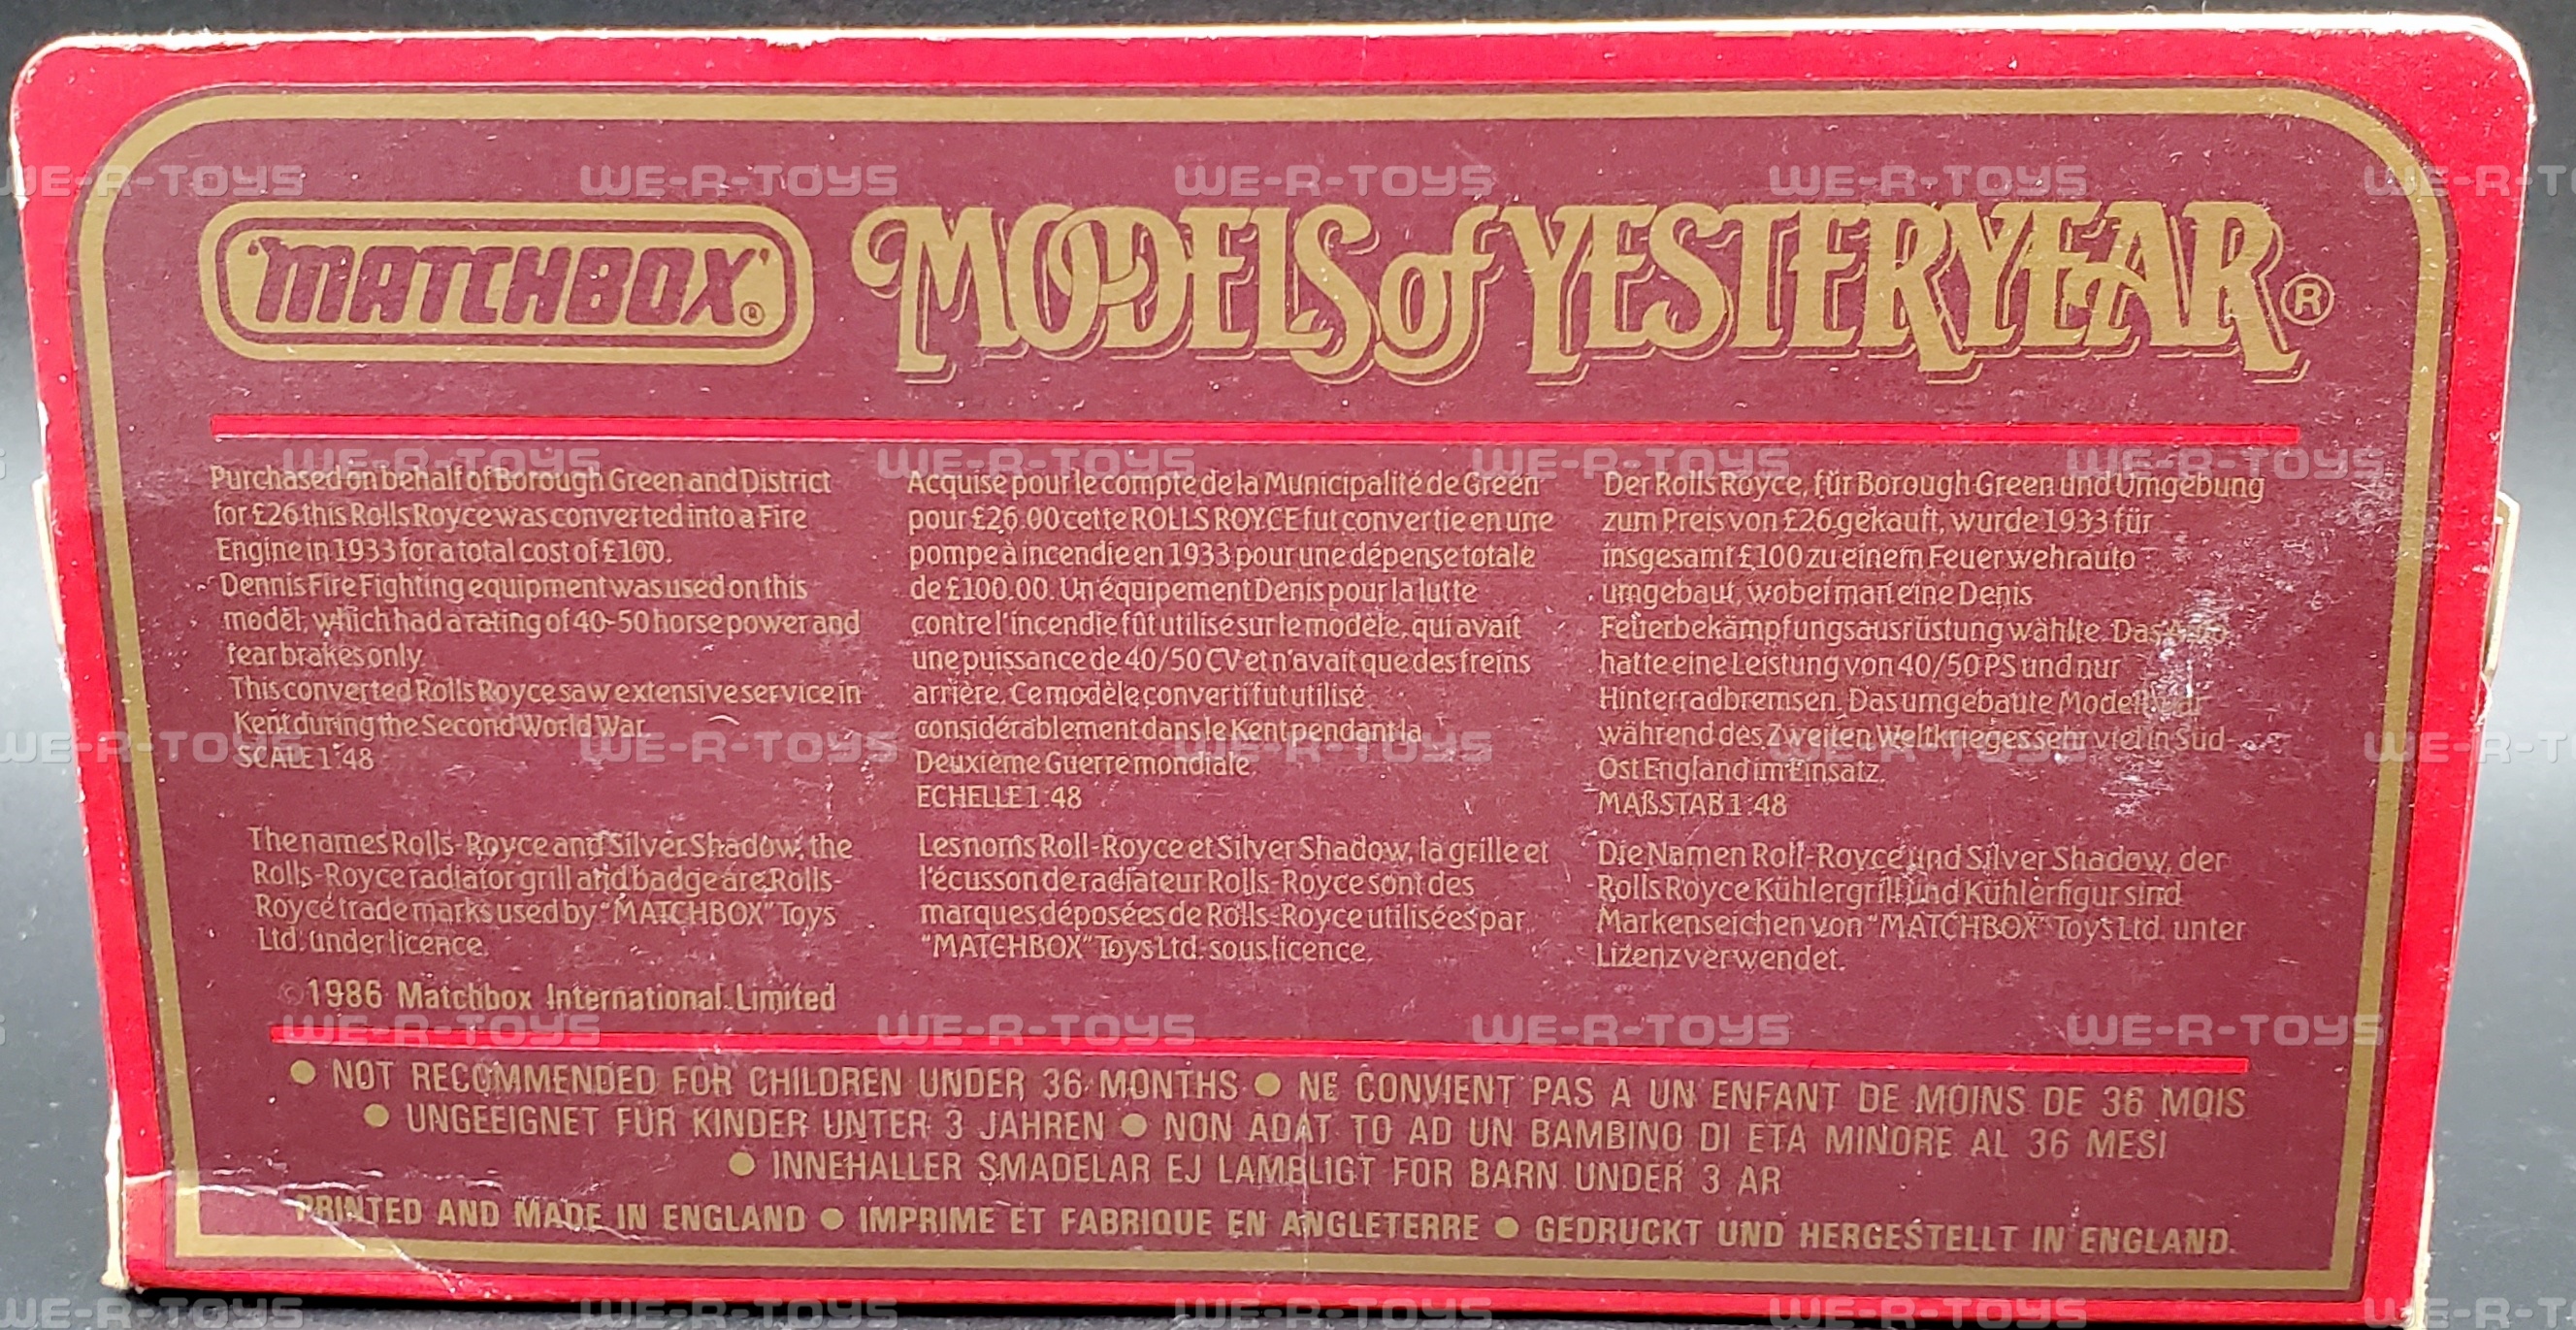 'MATCHBOX'®
MODELS of YESTERYEAR®
Purchased on behalf of Borough Green and District
for £26 this Rolls Royce was converted into a Fire
Engine in 1933 for a total cost of £100.
Dennis Fire Fighting equipment was used on this
model, which had a rating of 40-50 horse power and
rear brakes only.
This converted Rolls Royce saw extensive service in
Kent during the Second World War.
SCALE 1:48
The names Rolls-Royce and Silver Shadow, the
Rolls-Royce radiator grill and badge are Rolls-
Royce trade marks used by "MATCHBOX" Toys
Ltd. under licence.
© 1986 Matchbox International Limited
Acquise pour le compte de la Municipalité de Green
pour £26.00 cette ROLLS ROYCE fut convertie en une
pompe à incendie en 1933 pour une dépense totale
de £100.00. Un équipement Denis pour la lutte
contre l'incendie fût utilisé sur le modèle, qui avait
une puissance de 40/50 CV et n'avait que des freins
arrière. Ce modèle converti fut utilisé
considérablement dans le Kent pendant la
Deuxième Guerre mondiale.
ECHELLE 1:48
Les noms Roll-Royce et Silver Shadow, la grille et
l'écusson de radiateur Rolls-Royce sont des
marques déposées de Rolls-Royce utilisées par
"MATCHBOX" Toys Ltd. sous licence.
Der Rolls Royce, für Borough Green und Umgebung
zum Preis von £26 gekauft, wurde 1933 für
insgesamt £100 zu einem Feuerwehrauto
umgebaut, wobei man eine Denis
Feuerbekämpfungsausrüstung wählte. Das
hatte eine Leistung von 40/50 PS und nur
Hinterradbremsen. Das umgebaute Modell war
während des Zweiten Weltkrieges sehr viel in Süd-
Ost England im Einsatz.
MAßSTAB 1:48
Die Namen Roll-Royce und Silver Shadow, der
Rolls Royce Kühlergrill und Kühlerfigur sind
Markenseichen von "MATCHBOX" Toys Ltd. unter
Lizenz verwendet.
● NOT RECOMMENDED FOR CHILDREN UNDER 36 MONTHS ● NE CONVIENT PAS A UN ENFANT DE MOINS DE 36 MOIS
● UNGEEIGNET FÜR KINDER UNTER 3 JAHREN ● NON ADAT TO AD UN BAMBINO DI ETA MINORE AL 36 MESI
● INNEHALLER SMADELAR EJ LAMBLIGT FOR BARN UNDER 3 AR
PRINTED AND MADE IN ENGLAND ● IMPRIME ET FABRIQUE EN ANGLETERRE ● GEDRUCKT UND HERGESTELLT IN ENGLAND.
WE-R-TOYS